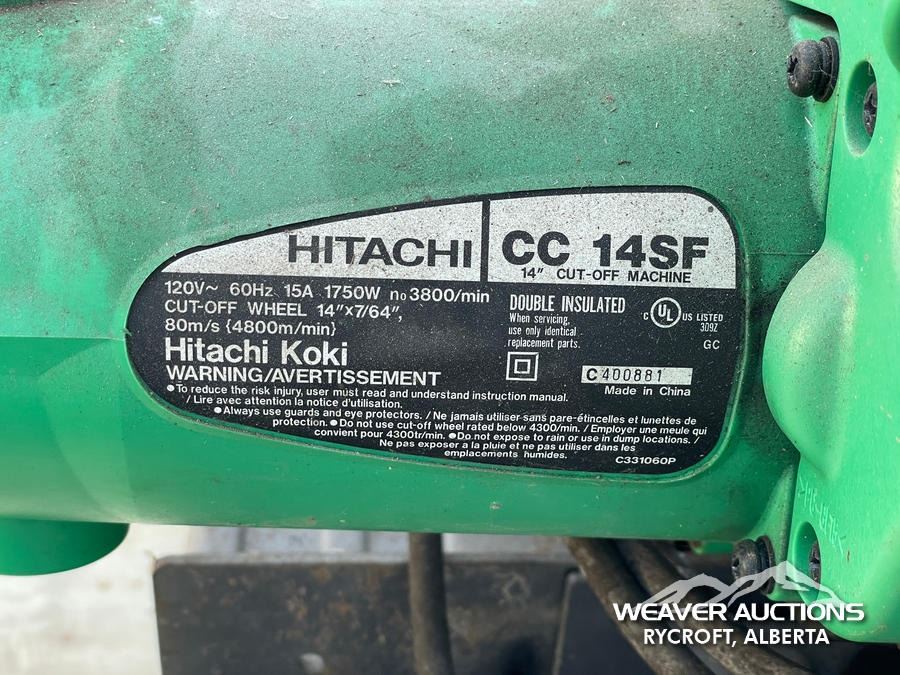 HITACHI
CC 14SF
14" CUT-OFF MACHINE
120V~ 60Hz 15A 1750W no 3800/min
CUT-OFF WHEEL 14"x7/64",
80m/s {4800m/min}
Hitachi Koki
DOUBLE INSULATED
When servicing,
use only identical
replacement parts.
C UL US LISTED
309Z
GC
C 400881
Made in China
WARNING/AVERTISSEMENT
●To reduce the risk injury, user must read and understand instruction manual.
/ Lire avec attention la notice d'utilisation.
●Always use guards and eye protectors. / Ne jamais utiliser sans pare-étincelles et lunettes de
protection. ●Do not use cut-off wheel rated below 4300/min. / Employer une meule qui
convient pour 4300tr/min. ●Do not expose to rain or use in dump locations. /
Ne pas exposer a la pluie et ne pas utiliser dans les
emplacements humides.
C331060P
WEAVER AUCTIONS
RYCROFT, ALBERTA